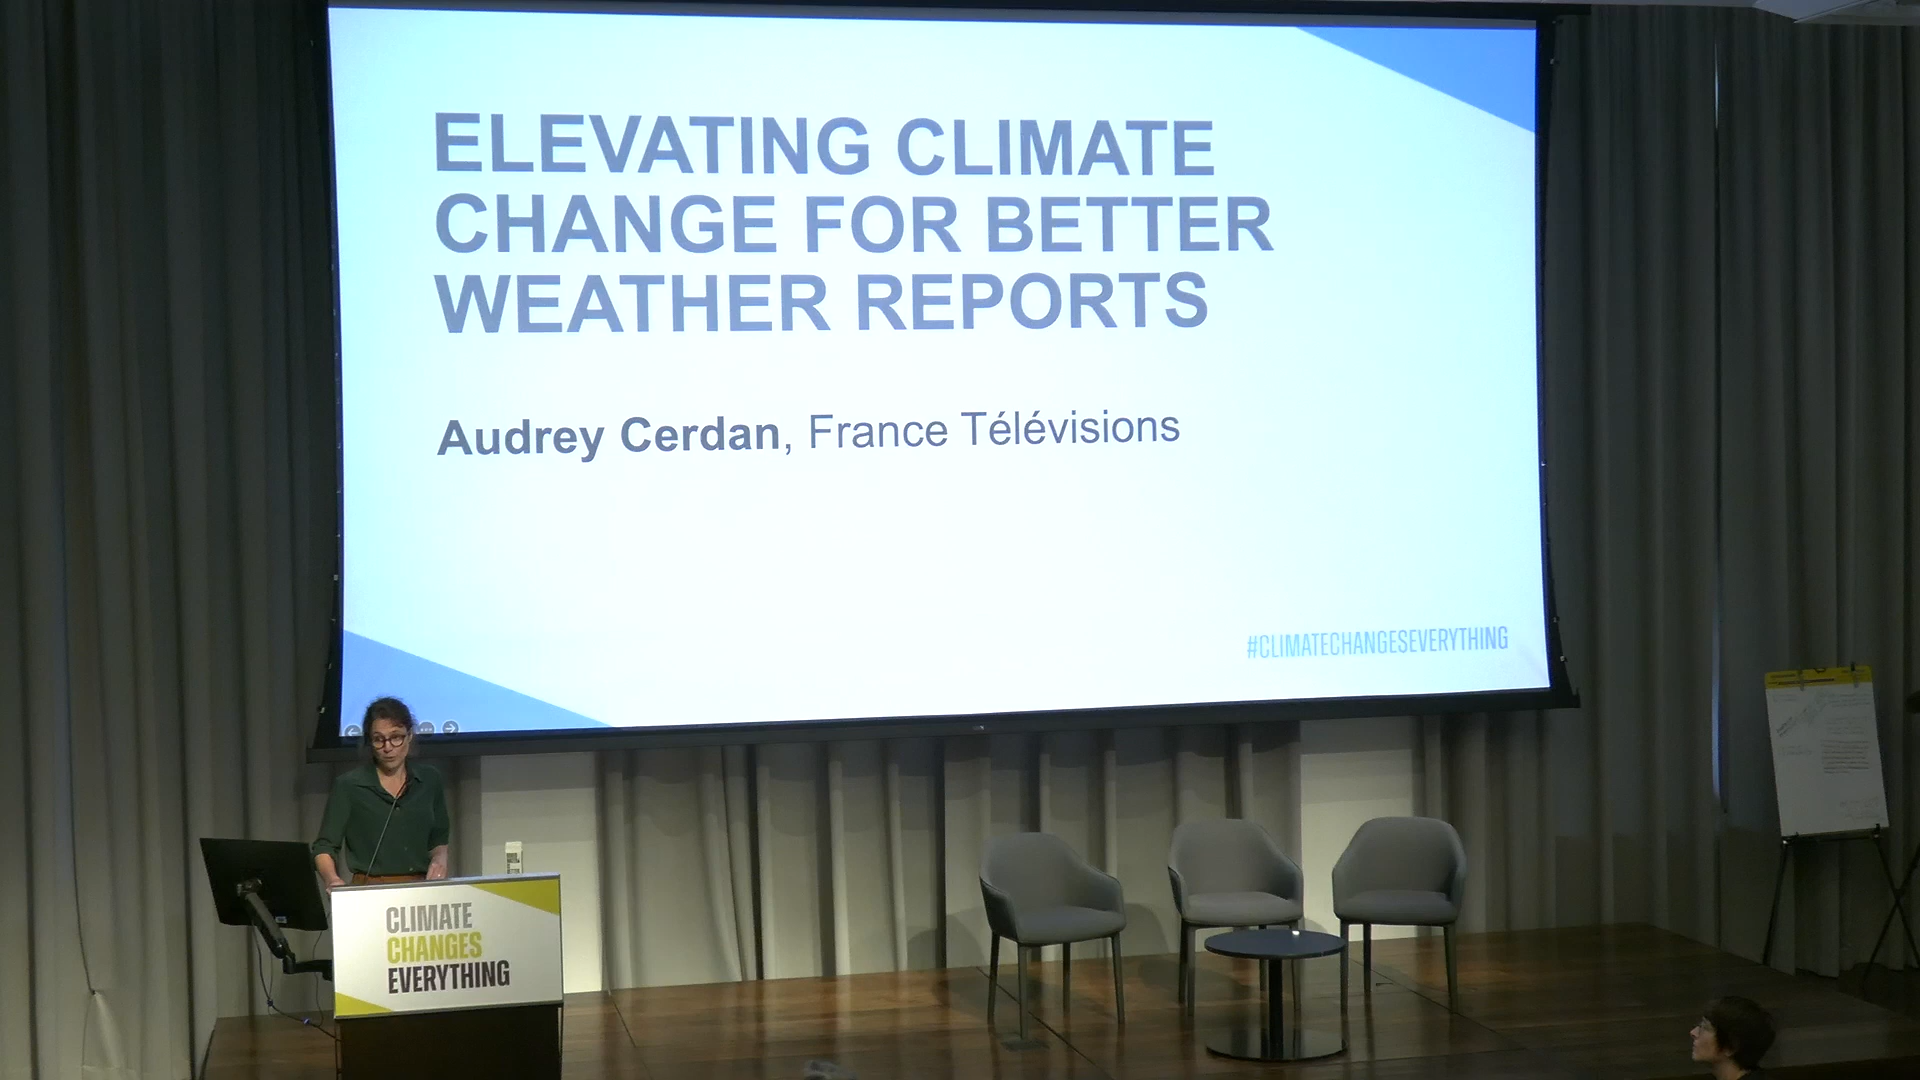 ELEVATING CLIMATE
CHANGE FOR BETTER
WEATHER REPORTS
Audrey Cerdan, France Télévisions
#CLIMATECHANGESEVERYTHING
CLIMATE
CHANGES
EVERYTHING